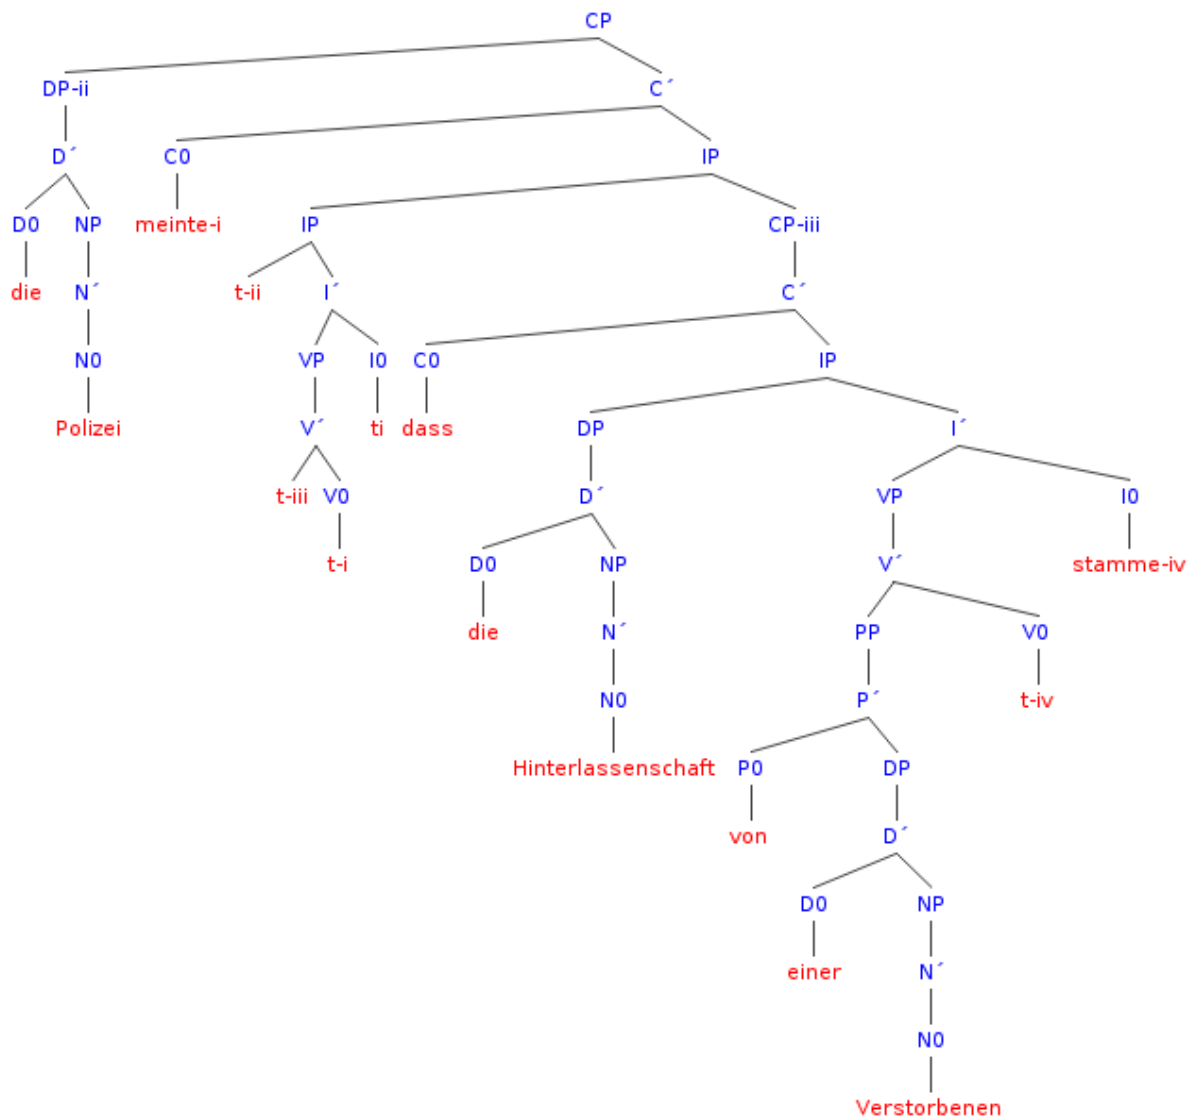 CP
DP-ii C´
D´ C0 IP
D0 NP meinte-i IP CP-iii
die N´ t-ii I´ C´
N0 VP I0 C0 IP
Polizei V´ ti dass DP I´
t-iii V0 D´ VP I0
t-i D0 NP V´ stamme-iv
die N´ PP V0
N0 P´ t-iv
Hinterlassenschaft P0 DP
von D´
D0 NP
einer N´
N0
Verstorbenen